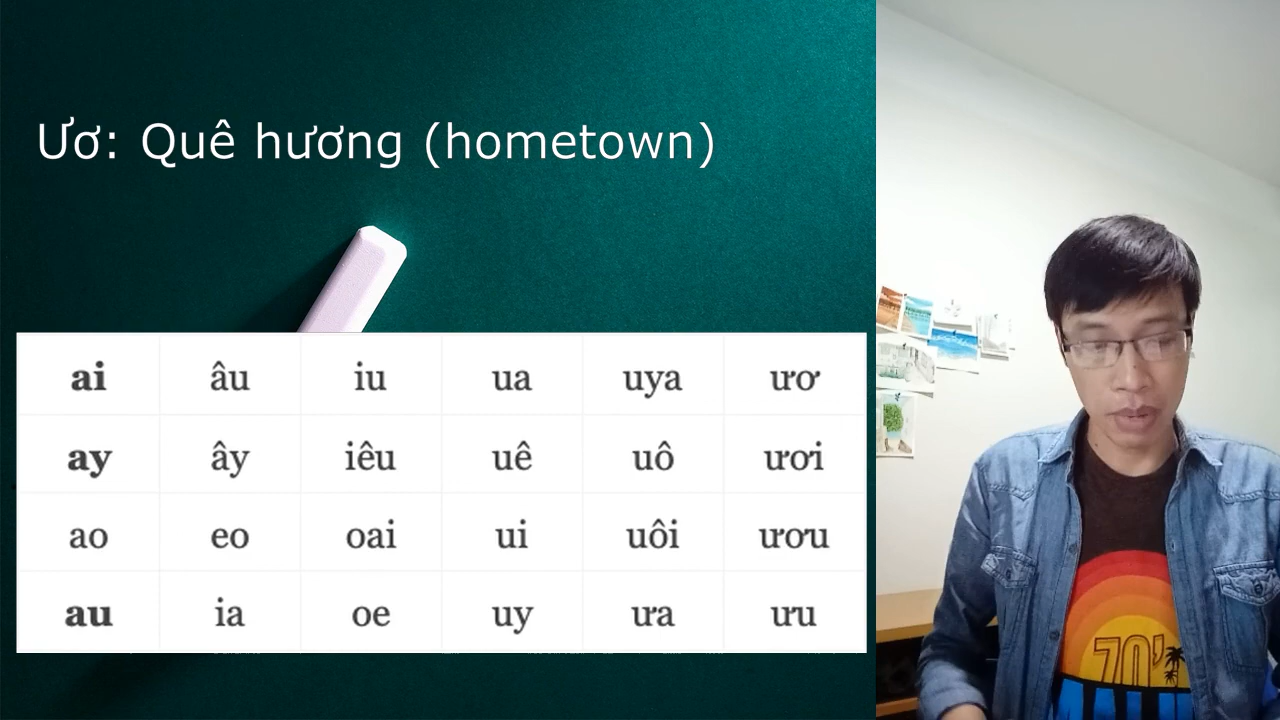 Ươ: Quê hương (hometown)
ai âu iu ua uya ươ
ay ây iêu uê uô ươi
ao eo oai ui uôi ươu
au ia oe uy ưa ưu
70'